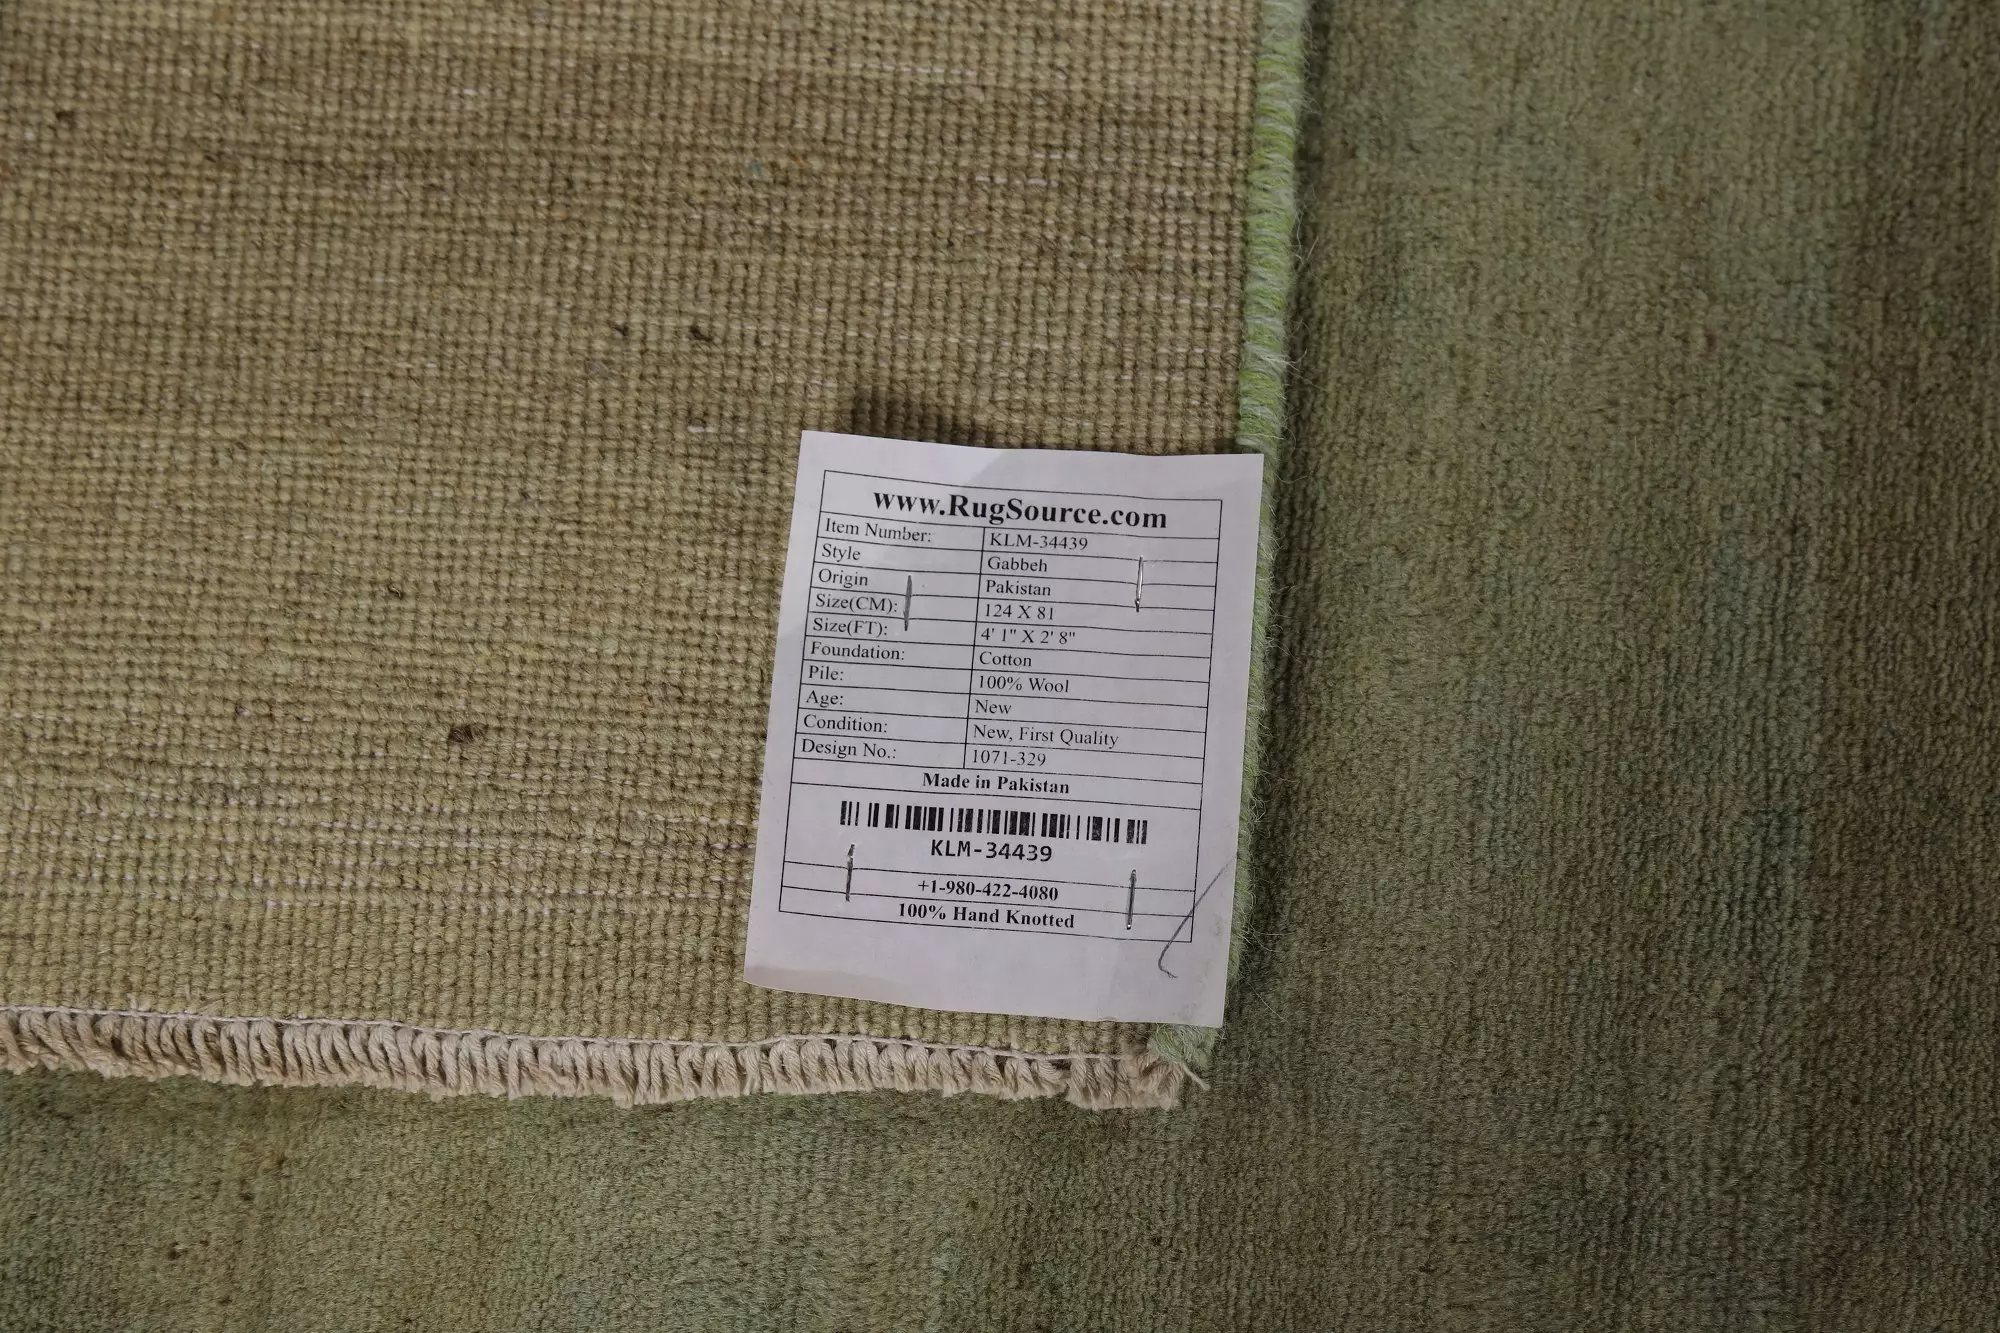 www.RugSource.com
Item Number: KLM-34439
Style Gabbeh
Origin Pakistan
Size(CM): 124 X 81
Size(FT): 4' 1" X 2' 8"
Foundation: Cotton
Pile: 100% Wool
Age: New
Condition: New, First Quality
Design No.: 1071-329
Made in Pakistan
KLM-34439
+1-980-422-4080
100% Hand Knotted